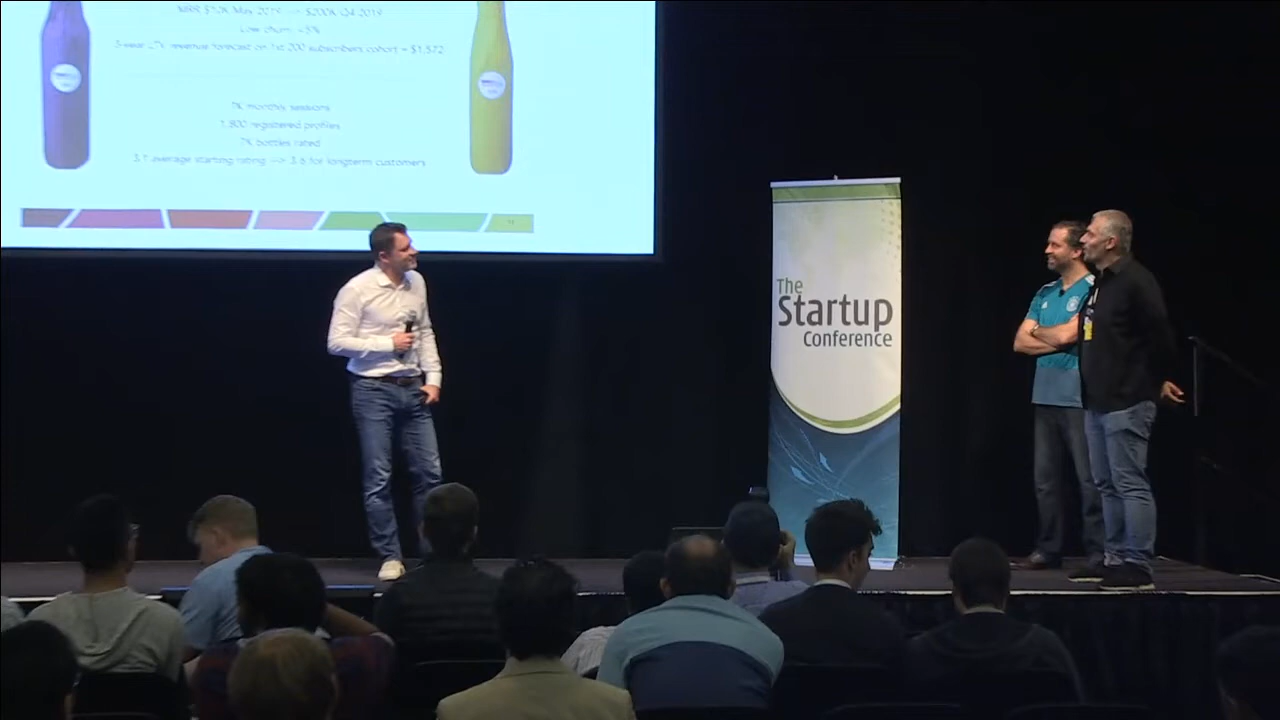 MRR $10K May 2019 --> $200K Q4 2019
Low churn: <5%
3-year LTV revenue forecast on 1st 200 subscribers cohort = $1,572
7K monthly sessions
1,800 registered profiles
7K bottles rated
3.1 average starting rating --> 3.6 for longterm customers
The
Startup
Conference